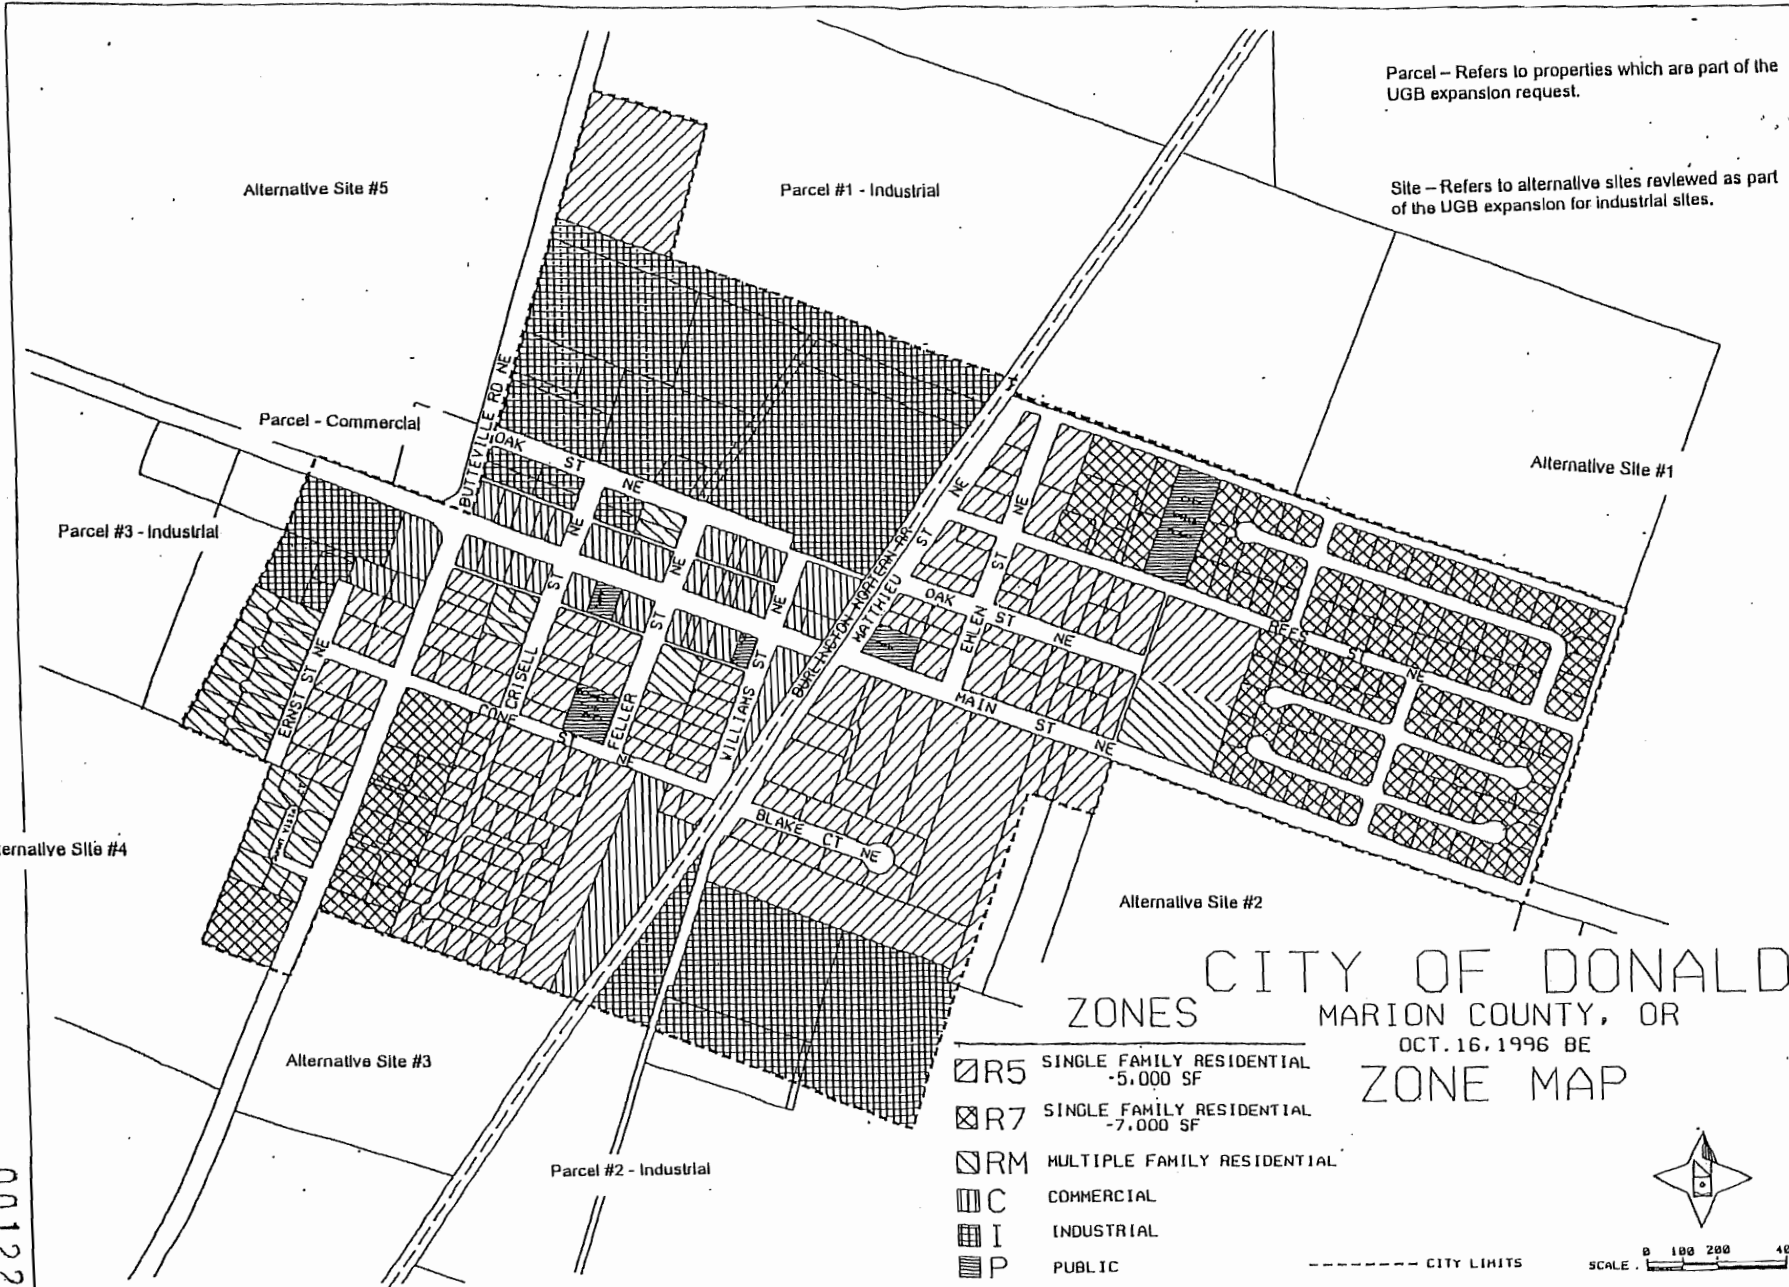 Parcel – Refers to properties which are part of the
UGB expansion request.
Site – Refers to alternative sites reviewed as part
of the UGB expansion for industrial sites.
Alternative Site #5
Parcel #1 - Industrial
Parcel - Commercial
Alternative Site #1
Parcel #3 - Industrial
BUTTEVILLE RD NE
OAK ST NE
BURLINGTON NORTHERN RR
MATHIEU ST NE
EHLEN ST NE
OAK ST NE
REES ST NE
MAIN ST NE
ERNST ST NE
CRISELL ST NE
FELLER ST NE
WILLIAMS ST NE
CONE ST NE
BLAKE CT NE
ernative Site #4
Alternative Site #2
Alternative Site #3
Parcel #2 - Industrial
CITY OF DONALD
MARION COUNTY, OR
OCT.16,1996 BE
ZONE MAP
ZONES
R5 SINGLE FAMILY RESIDENTIAL
-5,000 SF
R7 SINGLE FAMILY RESIDENTIAL
-7,000 SF
RM MULTIPLE FAMILY RESIDENTIAL
C COMMERCIAL
I INDUSTRIAL
P PUBLIC
CITY LIMITS
SCALE
0 100 200 40
00122